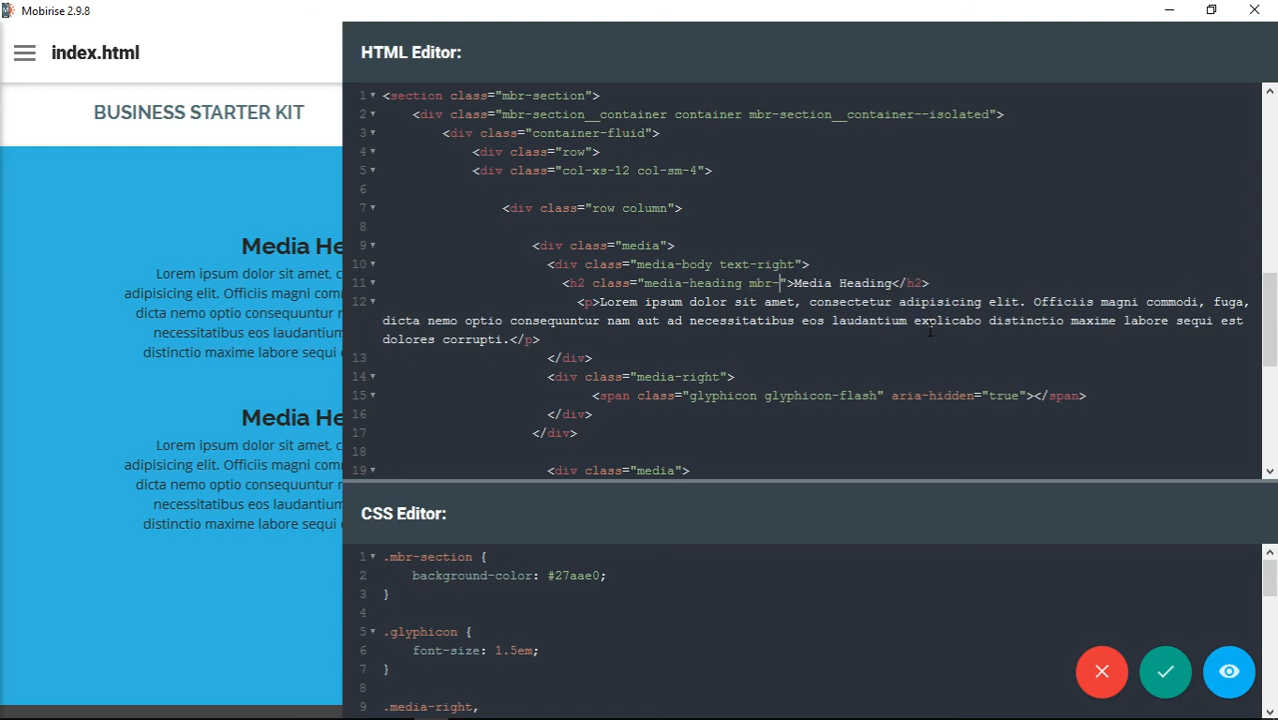 Mobirise 2.9.8
index.html
BUSINESS STARTER KIT
Media He
Lorem ipsum dolor sit amet, c
adipisicing elit. Officiis magni com
dicta nemo optio consequuntur r
necessitatibus eos laudantium
distinctio maxime labore sequi e
Media He
Lorem ipsum dolor sit amet, c
adipisicing elit. Officiis magni com
dicta nemo optio consequuntur r
necessitatibus eos laudantium
distinctio maxime labore sequi e
HTML Editor:
1 <section class="mbr-section">
2 <div class="mbr-section__container container mbr-section__container--isolated">
3 <div class="container-fluid">
4 <div class="row">
5 <div class="col-xs-12 col-sm-4">
6
7 <div class="row column">
8
9 <div class="media">
10 <div class="media-body text-right">
11 <h2 class="media-heading mbr-">Media Heading</h2>
12 <p>Lorem ipsum dolor sit amet, consectetur adipisicing elit. Officiis magni commodi, fuga,
dicta nemo optio consequuntur nam aut ad necessitatibus eos laudantium explicabo distinctio maxime labore sequi est
dolores corrupti.</p>
13 </div>
14 <div class="media-right">
15 <span class="glyphicon glyphicon-flash" aria-hidden="true"></span>
16 </div>
17 </div>
18
19 <div class="media">
CSS Editor:
1 .mbr-section {
2 background-color: #27aae0;
3 }
4
5 .glyphicon {
6 font-size: 1.5em;
7 }
8
9 .media-right,